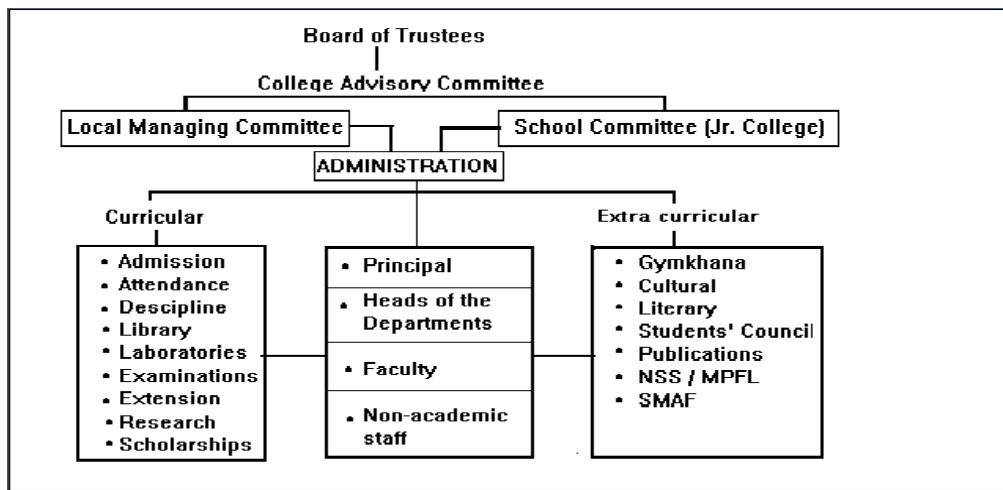 Board of Trustees
College Advisory Committee
Local Managing Committee
School Committee (Jr. College)
ADMINISTRATION
Curricular
Extra curricular
• Admission
• Attendance
• Descipline
• Library
• Laboratories
• Examinations
• Extension
• Research
• Scholarships
• Principal
• Heads of the
Departments
• Faculty
• Non-academic
staff
• Gymkhana
• Cultural
• Literary
• Students' Council
• Publications
• NSS / MPFL
• SMAF